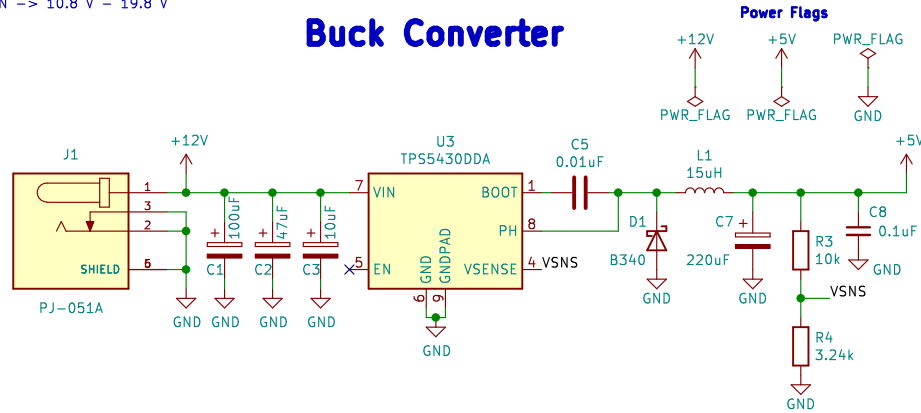 N -> 10.8 V - 19.8 V
Power Flags
Buck Converter
+12V
+5V
PWR_FLAG
PWR_FLAG
PWR_FLAG
GND
J1
+12V
U3
TPS5430DDA
C5
0.01uF
L1
15uH
+5V
1
3
2
SHIELD
PJ-051A
GND
+
100uF
C1
GND
+
47uF
C2
GND
+
10uF
C3
GND
7
VIN
5
EN
GND
6
GNDPAD
9
GND
BOOT
1
PH
8
VSENSE
4
VSNS
D1
B340
GND
C7
+
220uF
GND
R3
10k
C8
0.1uF
GND
VSNS
R4
3.24k
GND